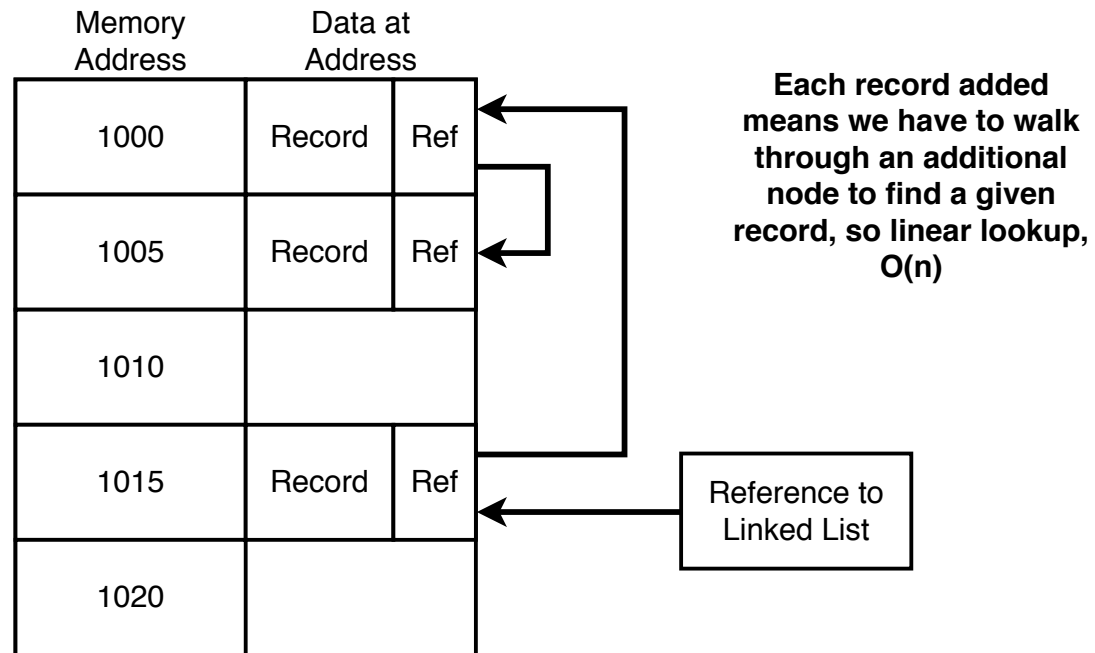 Memory
Address
Data at
Address
Each record added
means we have to walk
through an additional
node to find a given
record, so linear lookup,
O(n)
1000
Record
Ref
1005
Record
Ref
1010
1015
Record
Ref
Reference to
Linked List
1020